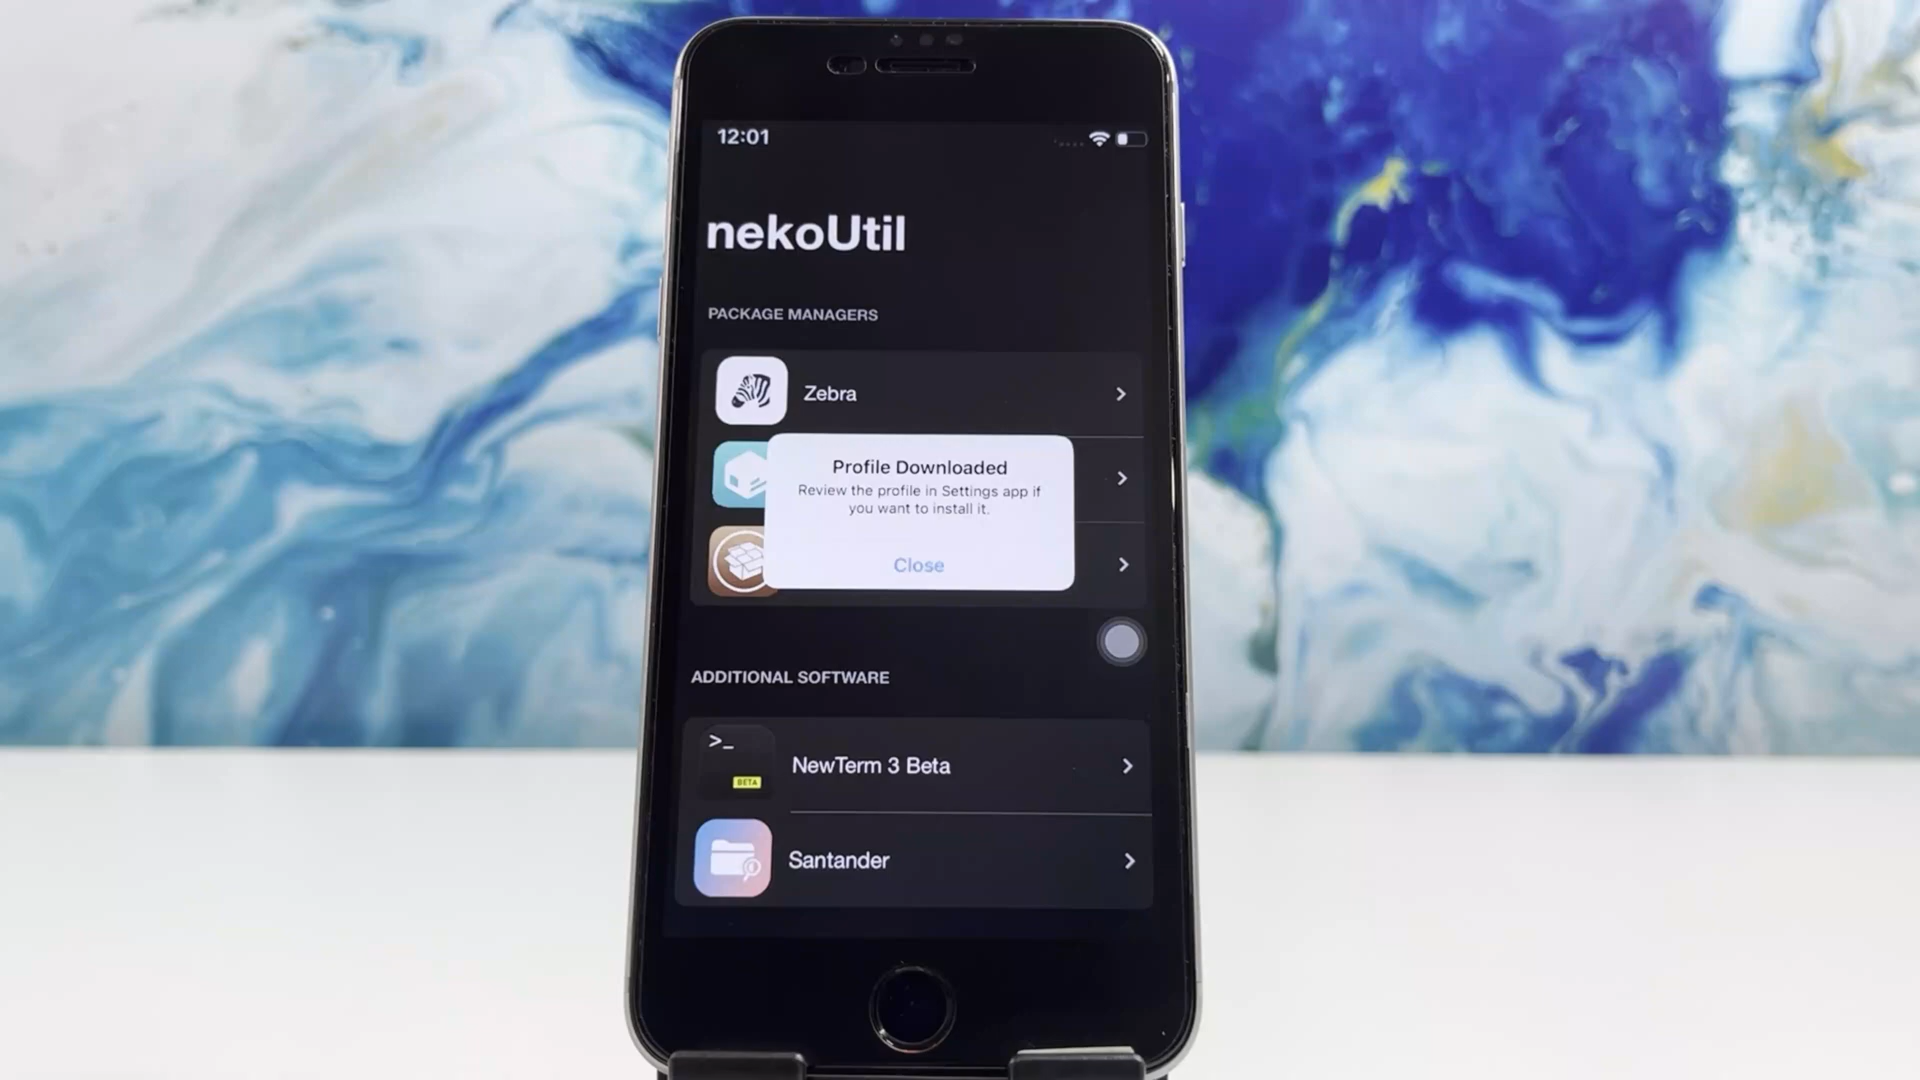 12:01
nekoUtil
PACKAGE MANAGERS
Zebra
Profile Downloaded
Review the profile in Settings app if
you want to install it.
Close
ADDITIONAL SOFTWARE
>_
BETA
NewTerm 3 Beta
Santander